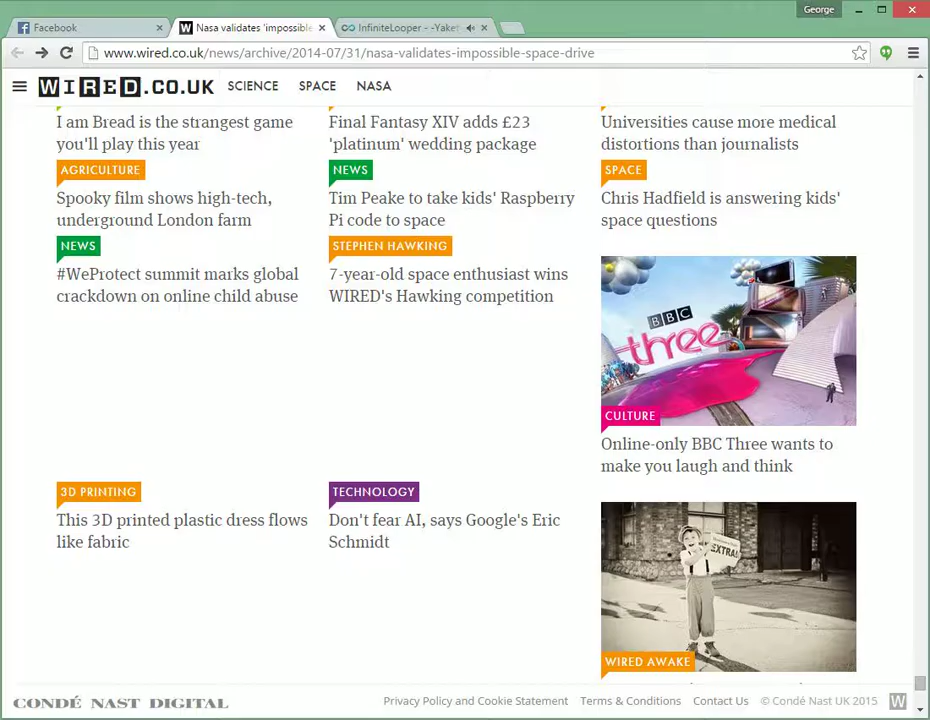 George
Facebook
Nasa validates 'impossible
InfiniteLooper - -Yaket
www.wired.co.uk/news/archive/2014-07/31/nasa-validates-impossible-space-drive
WIRED.CO.UK SCIENCE SPACE NASA
I am Bread is the strangest game
you'll play this year
Final Fantasy XIV adds £23
'platinum' wedding package
Universities cause more medical
distortions than journalists
AGRICULTURE
Spooky film shows high-tech,
underground London farm
NEWS
Tim Peake to take kids' Raspberry
Pi code to space
SPACE
Chris Hadfield is answering kids'
space questions
NEWS
#WeProtect summit marks global
crackdown on online child abuse
STEPHEN HAWKING
7-year-old space enthusiast wins
WIRED's Hawking competition
BBC
three
CULTURE
Online-only BBC Three wants to
make you laugh and think
3D PRINTING
This 3D printed plastic dress flows
like fabric
TECHNOLOGY
Don't fear AI, says Google's Eric
Schmidt
EXTRA!
WIRED AWAKE
CONDÉ NAST DIGITAL
Privacy Policy and Cookie Statement Terms & Conditions Contact Us © Condé Nast UK 2015 W